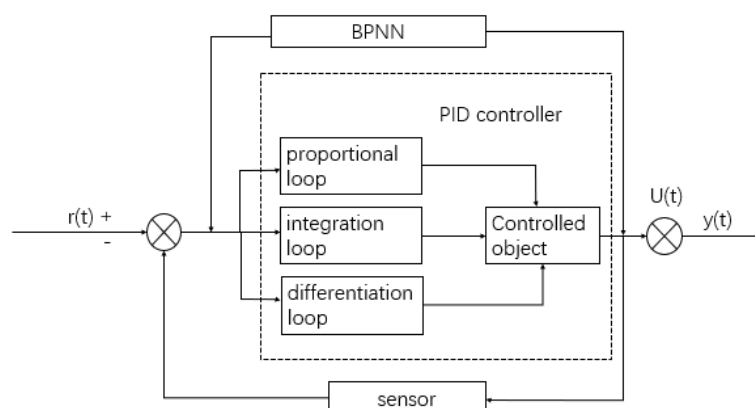 BPNN
PID controller
proportional
loop
r(t) +
-
integration
loop
Controlled
object
U(t)
y(t)
differentiation
loop
sensor